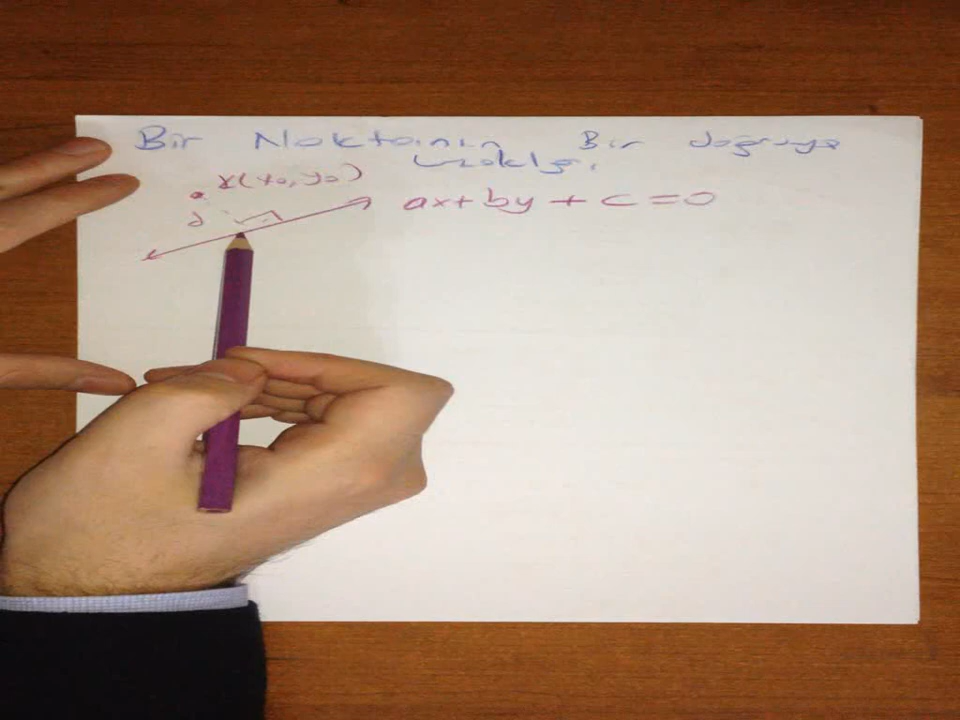 Bir Noktanın Bir doğruya
uzaklığı.
(x0, y0)
d
ax + by + c = 0